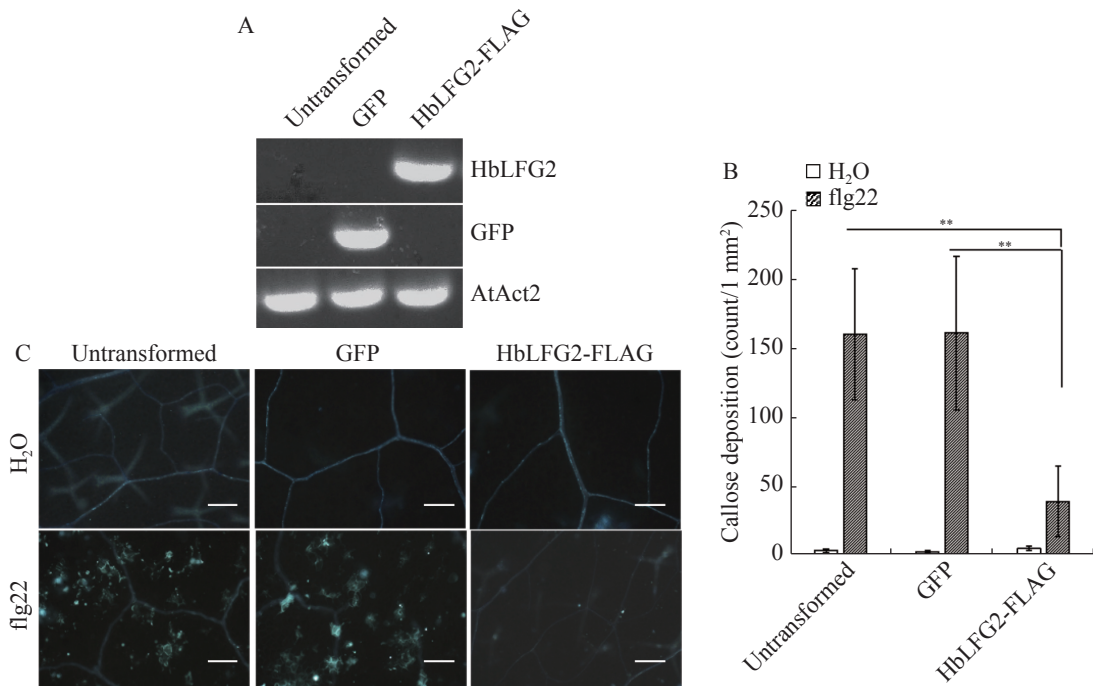 A
Untransformed
GFP
HbLFG2-FLAG
HbLFG2
GFP
AtAct2
B
H₂O
flg22
**
**
Callose deposition (count/1 mm²)
250
200
150
100
50
0
Untransformed
GFP
HbLFG2-FLAG
C
Untransformed
GFP
HbLFG2-FLAG
H₂O
flg22